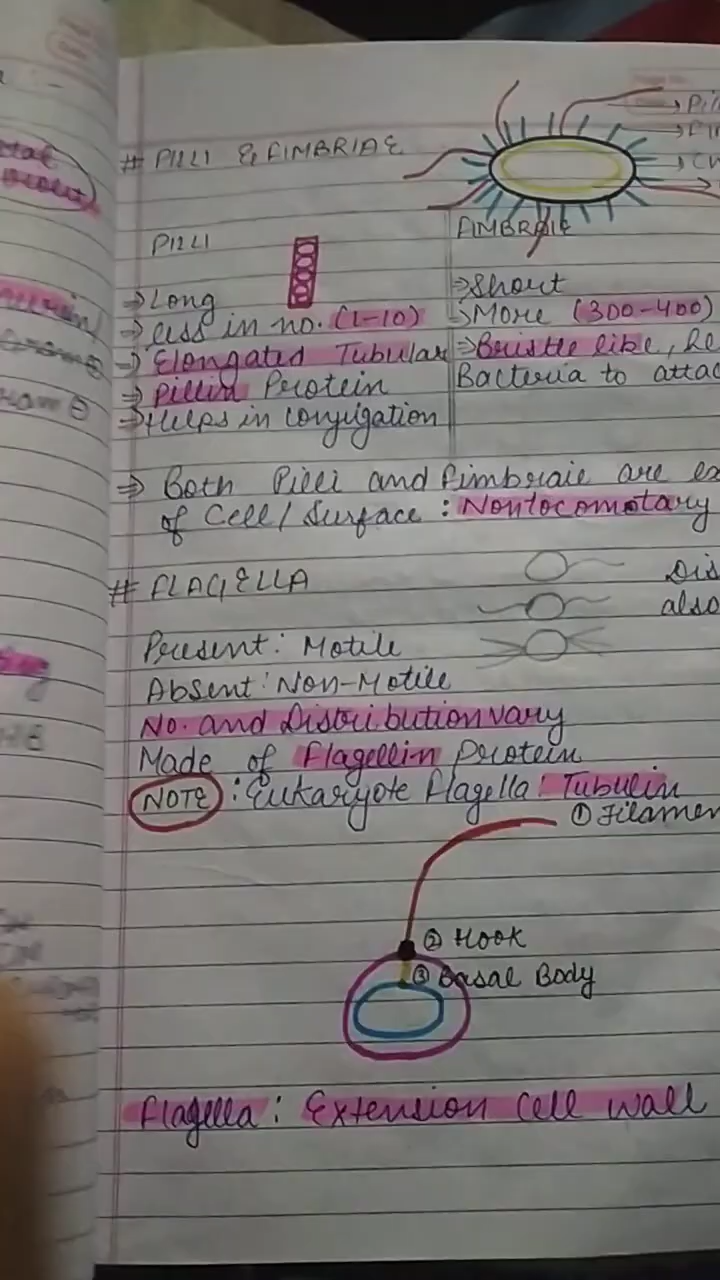 # PILLI & FIMBRIAE
PILLI
FIMBRAIE
⇒ Long
⇒ Less in no. (1-10)
⇒ Elongated Tubular
⇒ Pillin Protein
⇒ Helps in conjugation
⇒ Short
⇒ More (300-400)
⇒ Bristle like,
Bacteria to
⇒ Both Pilli and Fimbraie are
of Cell / Surface : Nonlocomotary
# FLAGELLA
also
Present : Motile
Absent : Non-Motile
No. and Distribution vary
Made of Flagellin Protein
NOTE : Eukaryote Flagella : Tubulin
① Filamen
② Hook
③ Basal Body
Flagella : Extension cell wall